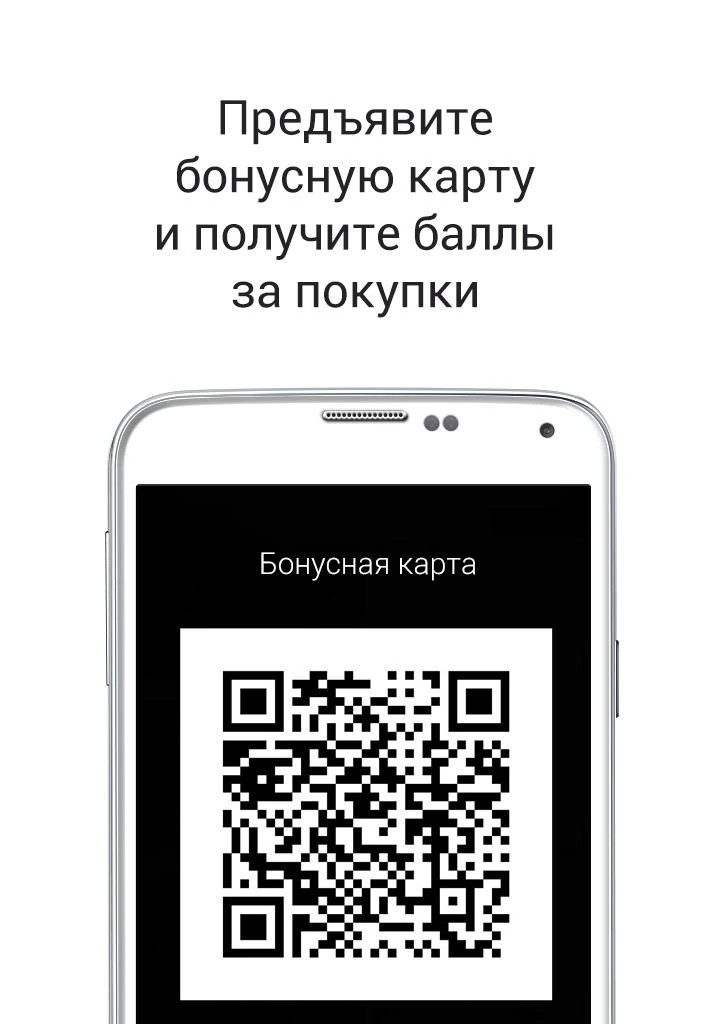 Предъявите
бонусную карту
и получите баллы
за покупки
Бонусная карта